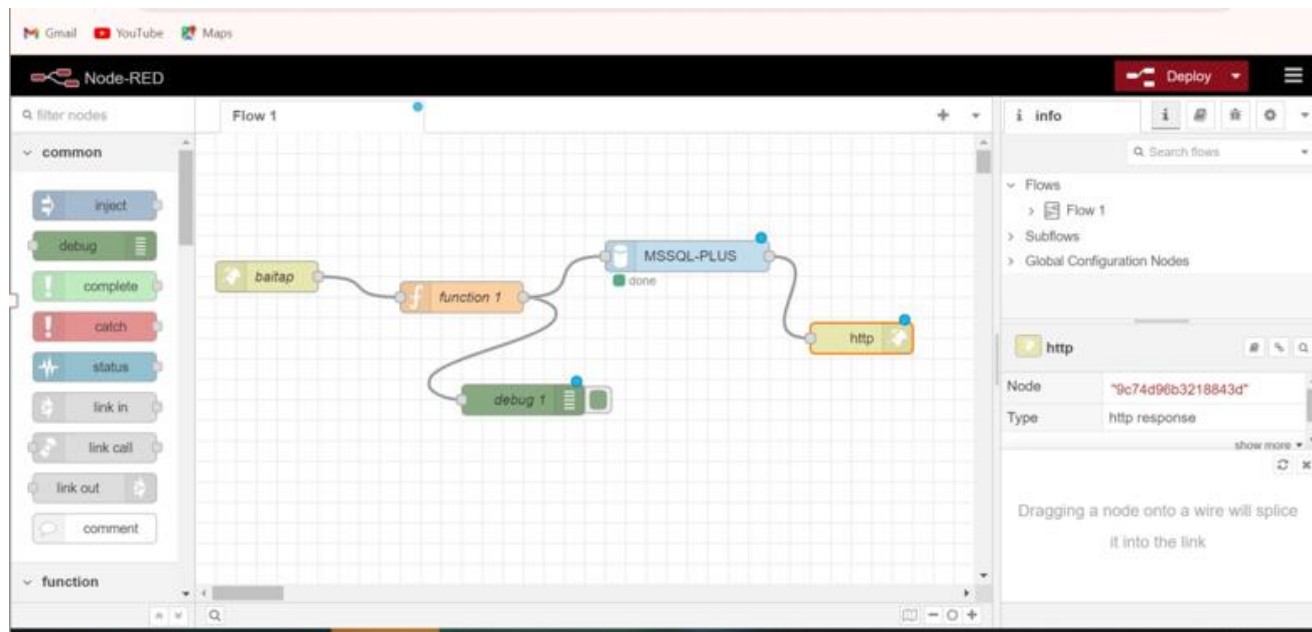 Gmail YouTube Maps
Node-RED
Deploy
filter nodes
Flow 1
i info
common
Search flows
inject
Flows
Flow 1
debug
Subflows
MSSQL-PLUS
Global Configuration Nodes
baitap
done
complete
function 1
catch
http
http
status
Node "9c74d96b3218843d"
debug 1
link in
Type http response
show more
link call
link out
Dragging a node onto a wire will splice
it into the link
comment
function